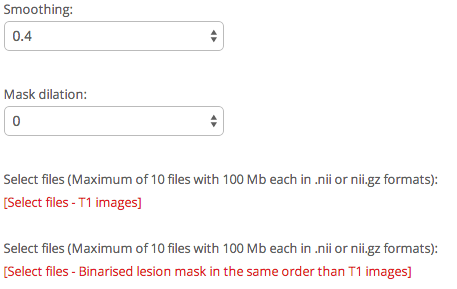 Smoothing:
0.4
Mask dilation:
0
Select files (Maximum of 10 files with 100 Mb each in .nii or nii.gz formats):
[Select files - T1 images]
Select files (Maximum of 10 files with 100 Mb each in .nii or nii.gz formats):
[Select files - Binarised lesion mask in the same order than T1 images]